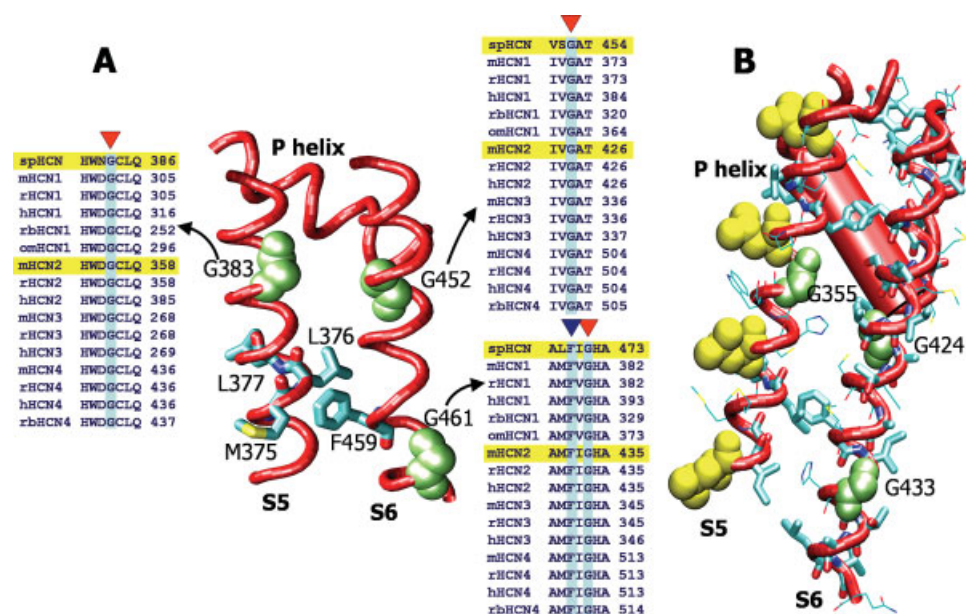 A
spHCN HWNGCLQ 386
mHCN1 HWDGCLQ 305
rHCN1 HWDGCLQ 305
hHCN1 HWDGCLQ 316
rbHCN1 HWDGCLQ 252
omHCN1 HWDGCLQ 296
mHCN2 HWDGCLQ 358
rHCN2 HWDGCLQ 358
hHCN2 HWDGCLQ 385
mHCN3 HWDGCLQ 268
rHCN3 HWDGCLQ 268
hHCN3 HWDGCLQ 269
mHCN4 HWDGCLQ 436
rHCN4 HWDGCLQ 436
hHCN4 HWDGCLQ 436
rbHCN4 HWDGCLQ 437
P helix
G383
G452
L376
L377
G461
M375
F459
S5
S6
spHCN VSGAT 454
mHCN1 IVGAT 373
rHCN1 IVGAT 373
hHCN1 IVGAT 384
rbHCN1 IVGAT 320
omHCN1 IVGAT 364
mHCN2 IVGAT 426
rHCN2 IVGAT 426
hHCN2 IVGAT 426
mHCN3 IVGAT 336
rHCN3 IVGAT 336
hHCN3 IVGAT 337
mHCN4 IVGAT 504
rHCN4 IVGAT 504
hHCN4 IVGAT 504
rbHCN4 IVGAT 505
spHCN ALFIGHA 473
mHCN1 AMFVGHA 382
rHCN1 AMFVGHA 382
hHCN1 AMFVGHA 393
rbHCN1 AMFVGHA 329
omHCN1 AMFVGHA 373
mHCN2 AMFIGHA 435
rHCN2 AMFIGHA 435
hHCN2 AMFIGHA 435
mHCN3 AMFIGHA 345
rHCN3 AMFIGHA 345
hHCN3 AMFIGHA 346
mHCN4 AMFIGHA 513
rHCN4 AMFIGHA 513
hHCN4 AMFIGHA 513
rbHCN4 AMFIGHA 514
B
P helix
G355
G424
G433
S5
S6